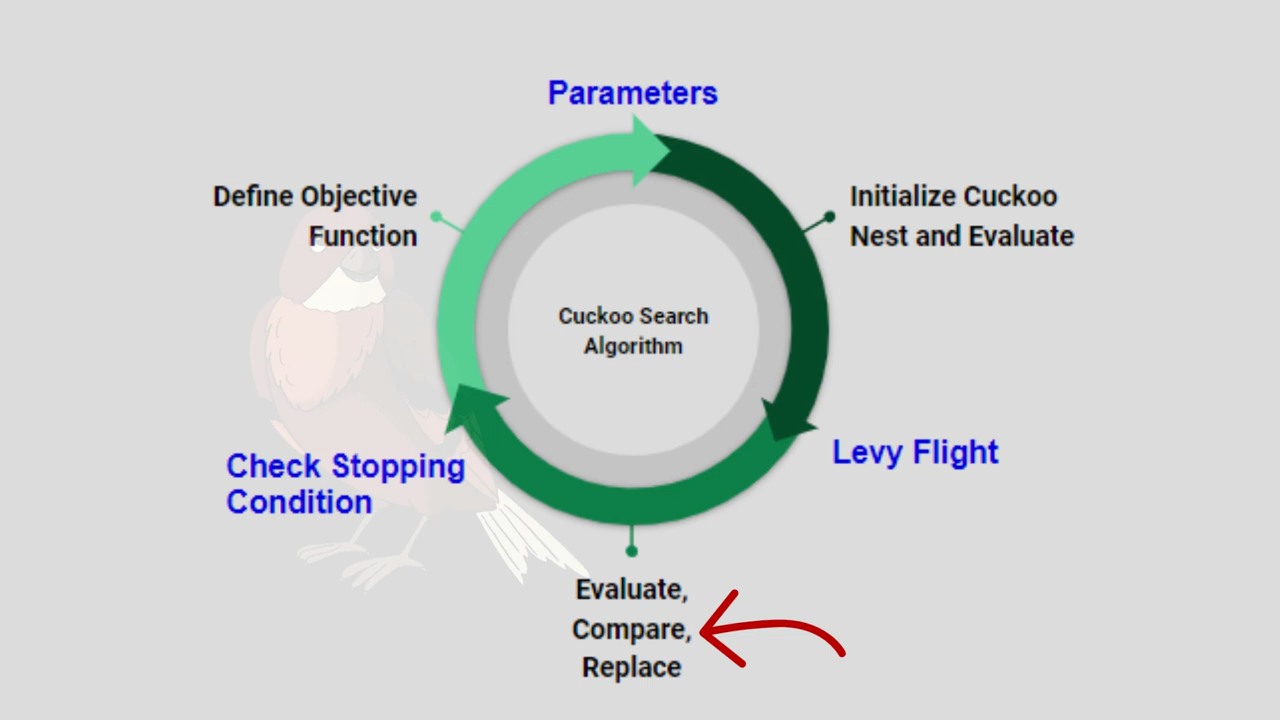 Parameters
Define Objective
Function
Initialize Cuckoo
Nest and Evaluate
Cuckoo Search
Algorithm
Check Stopping
Condition
Levy Flight
Evaluate,
Compare,
Replace